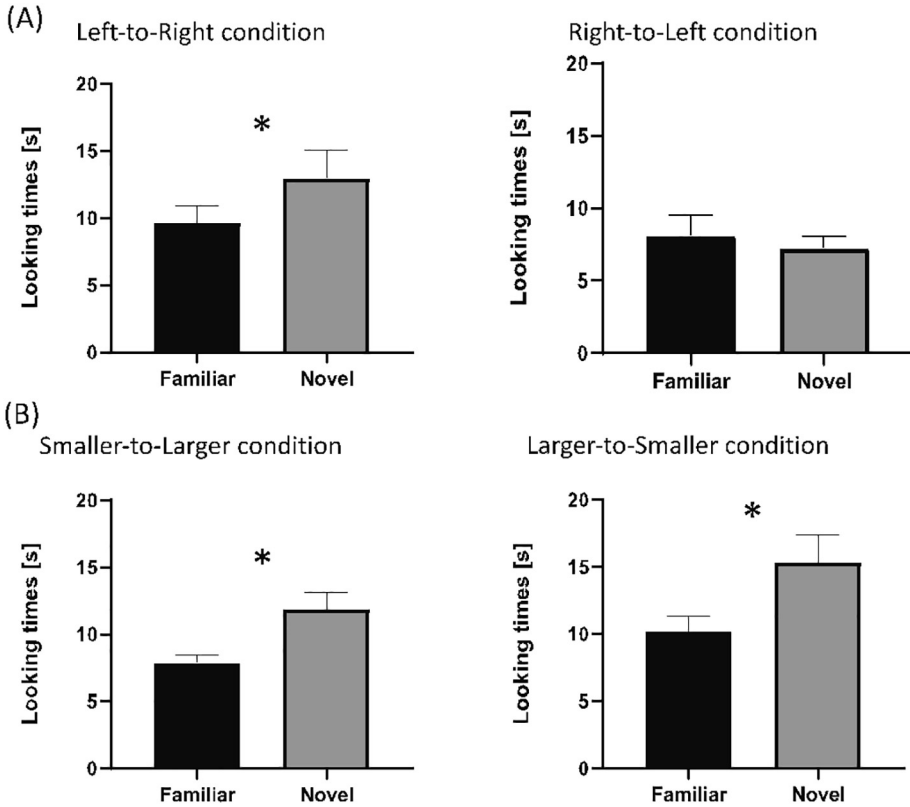 (A)
Left-to-Right condition
Right-to-Left condition
Looking times [s]
20
15
10
5
0
*
Familiar
Novel
Looking times [s]
20
15
10
5
0
Familiar
Novel
(B)
Smaller-to-Larger condition
Larger-to-Smaller condition
Looking times [s]
20
15
10
5
0
*
Familiar
Novel
Looking times [s]
20
15
10
5
0
*
Familiar
Novel